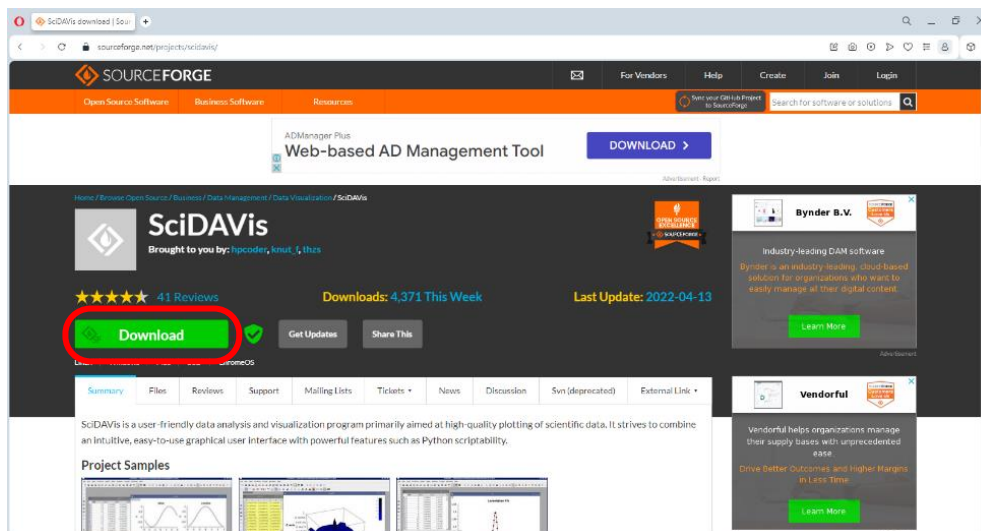 SciDAVis download | Sour
sourceforge.net/projects/scidavis/
SOURCEFORGE
For Vendors Help Create Join Login
Open Source Software Business Software Resources
Sync your GitHub Project to SourceForge
Search for software or solutions
ADManager Plus
Web-based AD Management Tool
DOWNLOAD >
Advertisement - Report
Home / Browse Open Source / Business / Data Management / Data Visualization / SciDAVis
SciDAVis
Brought to you by: hpcoder, knut_f, thzs
OPEN SOURCE
EXCELLENCE
SOURCEFORGE
41 Reviews
Downloads: 4,371 This Week
Last Update: 2022-04-13
Download
Get Updates
Share This
ChromeOS
Summary Files Reviews Support Mailing Lists Tickets News Discussion Svn (deprecated) External Link
SciDAVis is a user-friendly data analysis and visualization program primarily aimed at high-quality plotting of scientific data. It strives to combine
an intuitive, easy-to-use graphical user interface with powerful features such as Python scriptability.
Project Samples
Bynder B.V.
Industry-leading DAM software
Bynder is an industry-leading, cloud-based
solution for organizations who want to
easily manage all their digital content.
Learn More
Advertisement
Vendorful
Vendorful helps organizations manage
their supply bases with unprecedented
ease.
Drive Better Outcomes and Higher Margins
in Less Time
Learn More